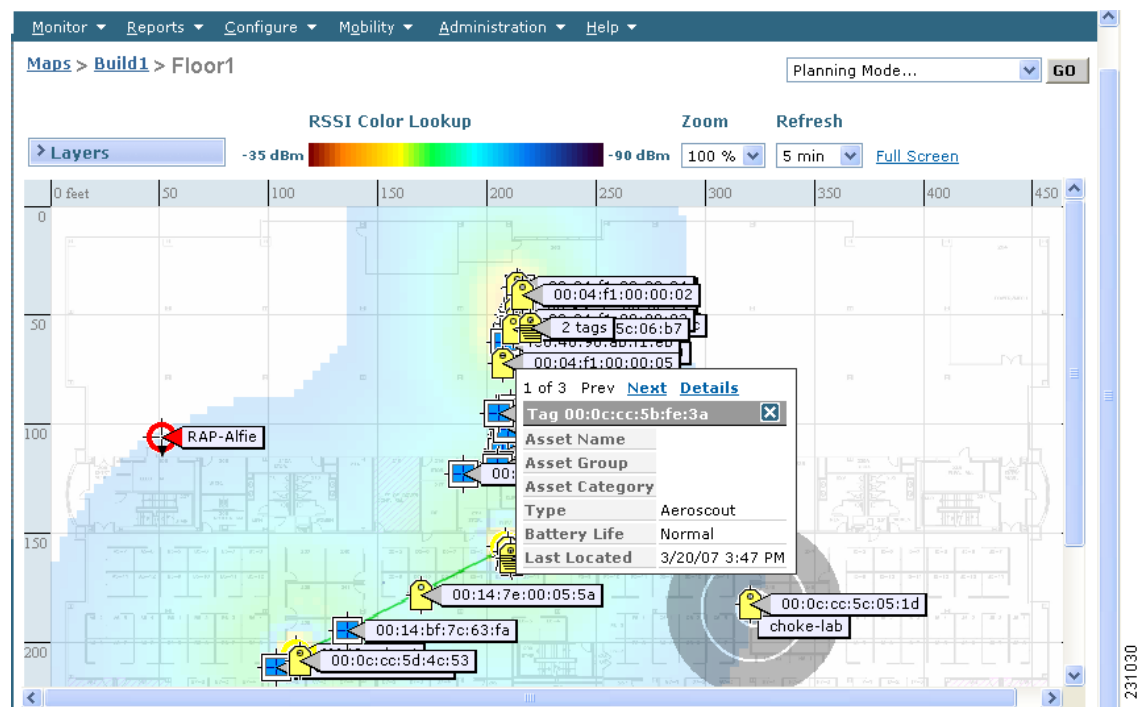 Monitor Reports Configure Mobility Administration Help
Maps > Build1 > Floor1
Planning Mode... GO
RSSI Color Lookup Zoom Refresh
> Layers -35 dBm -90 dBm 100 % 5 min Full Screen
0 feet 50 100 150 200 250 300 350 400 450
0
00:04:f1:00:00:02
50
2 tags 5c:06:b7
00:04:f1:00:00:05
1 of 3 Prev Next Details
Tag 00:0c:cc:5b:fe:3a
100
RAP-Alfie
Asset Name
Asset Group
00:
Asset Category
Type Aeroscout
Battery Life Normal
150
Last Located 3/20/07 3:47 PM
00:14:7e:00:05:5a
00:0c:cc:5c:05:1d
choke-lab
00:14:bf:7c:63:fa
200
00:0c:cc:5d:4c:53
231030